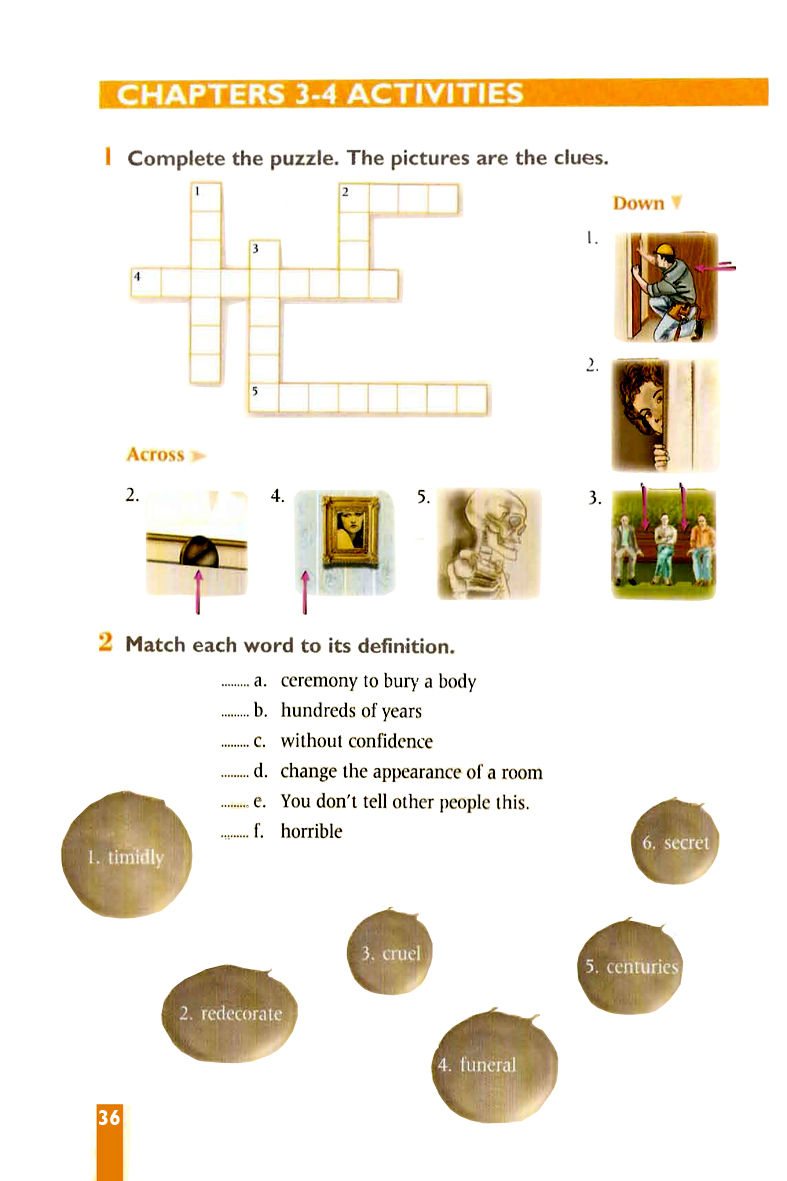 CHAPTERS 3-4 ACTIVITIES
1 Complete the puzzle. The pictures are the clues.
1
2
3
4
5
Down
1.
2.
3.
Across
2.
4.
5.
2 Match each word to its definition.
......... a. ceremony to bury a body
......... b. hundreds of years
......... c. without confidence
......... d. change the appearance of a room
......... e. You don't tell other people this.
......... f. horrible
1. timidly
6. secret
3. cruel
5. centuries
2. redecorate
4. funeral
36